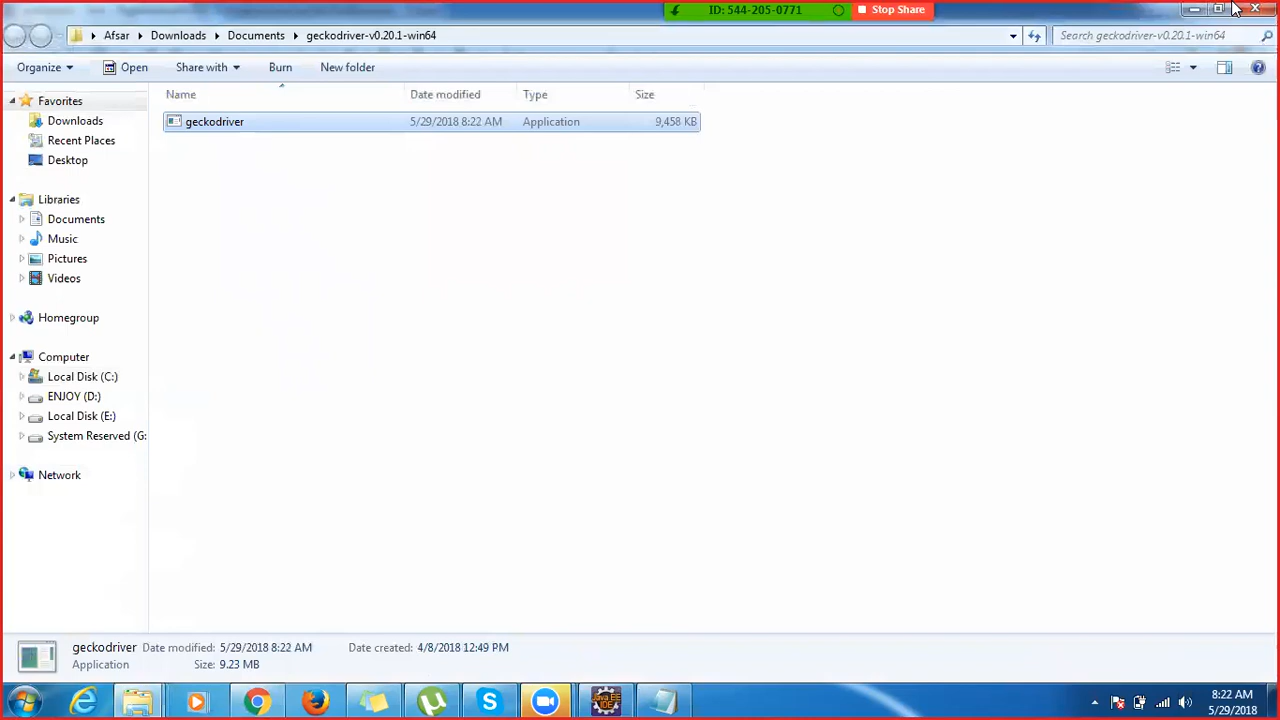 ID: 544-205-0771 Stop Share
Afsar Downloads Documents geckodriver-v0.20.1-win64 Search geckodriver-v0.20.1-win64
Organize Open Share with Burn New folder
Name Date modified Type Size
geckodriver 5/29/2018 8:22 AM Application 9,458 KB
Favorites
Downloads
Recent Places
Desktop
Libraries
Documents
Music
Pictures
Videos
Homegroup
Computer
Local Disk (C:)
ENJOY (D:)
Local Disk (E:)
System Reserved (G:
Network
geckodriver Date modified: 5/29/2018 8:22 AM Date created: 4/8/2018 12:49 PM
Application Size: 9.23 MB
Java EE
IDE
8:22 AM
5/29/2018